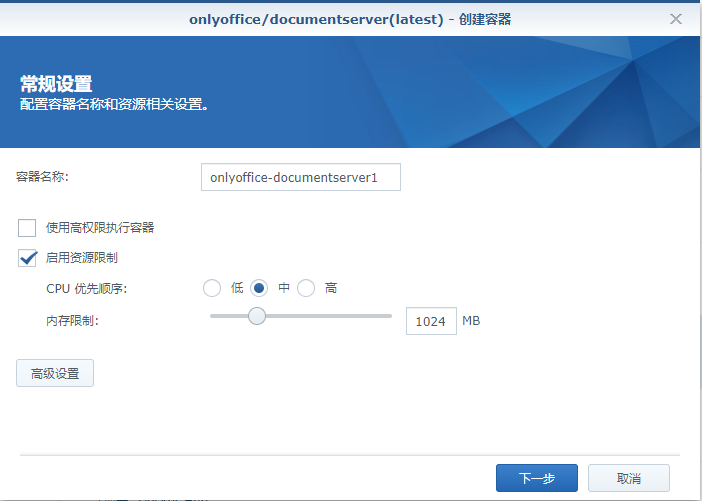 onlyoffice/documentserver(latest) - 创建容器
常规设置
配置容器名称和资源相关设置。
容器名称: onlyoffice-documentserver1
使用高权限执行容器
启用资源限制
CPU 优先顺序: 低 中 高
内存限制: 1024 MB
高级设置
下一步 取消